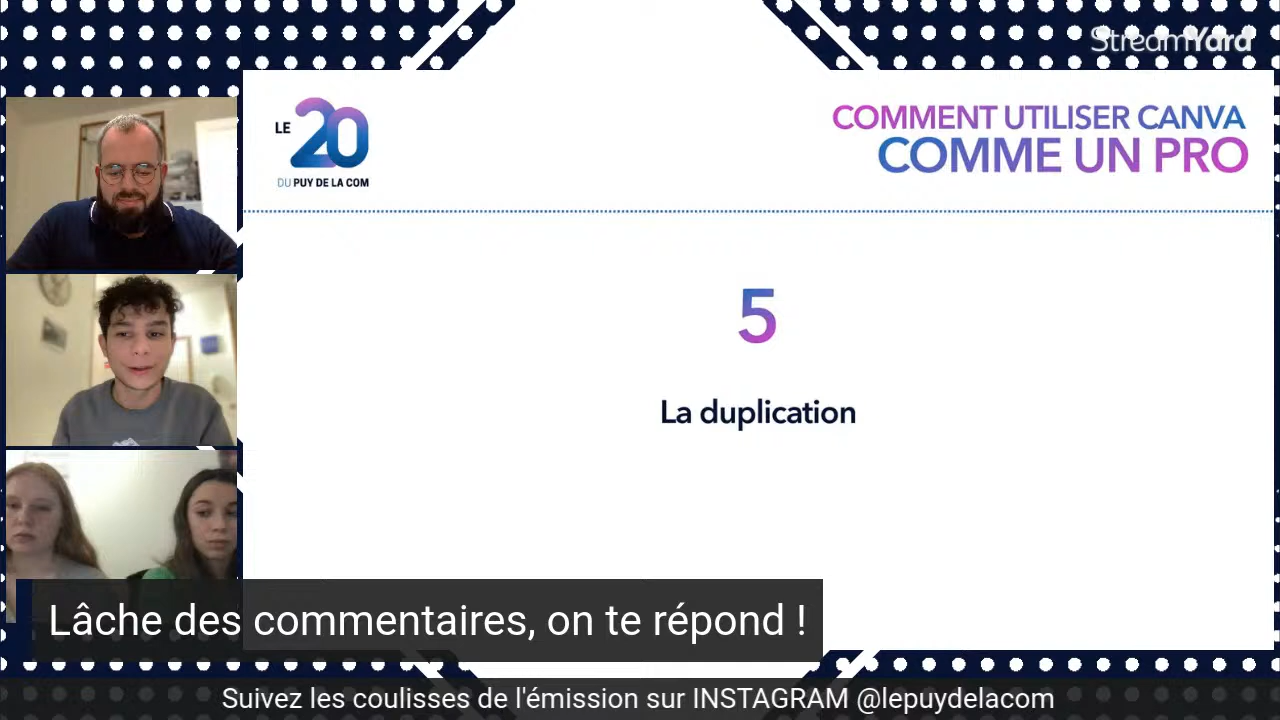 StreamYard
LE 20
DU PUY DE LA COM
COMMENT UTILISER CANVA
COMME UN PRO
5
La duplication
Lâche des commentaires, on te répond !
Suivez les coulisses de l'émission sur INSTAGRAM @lepuydelacom